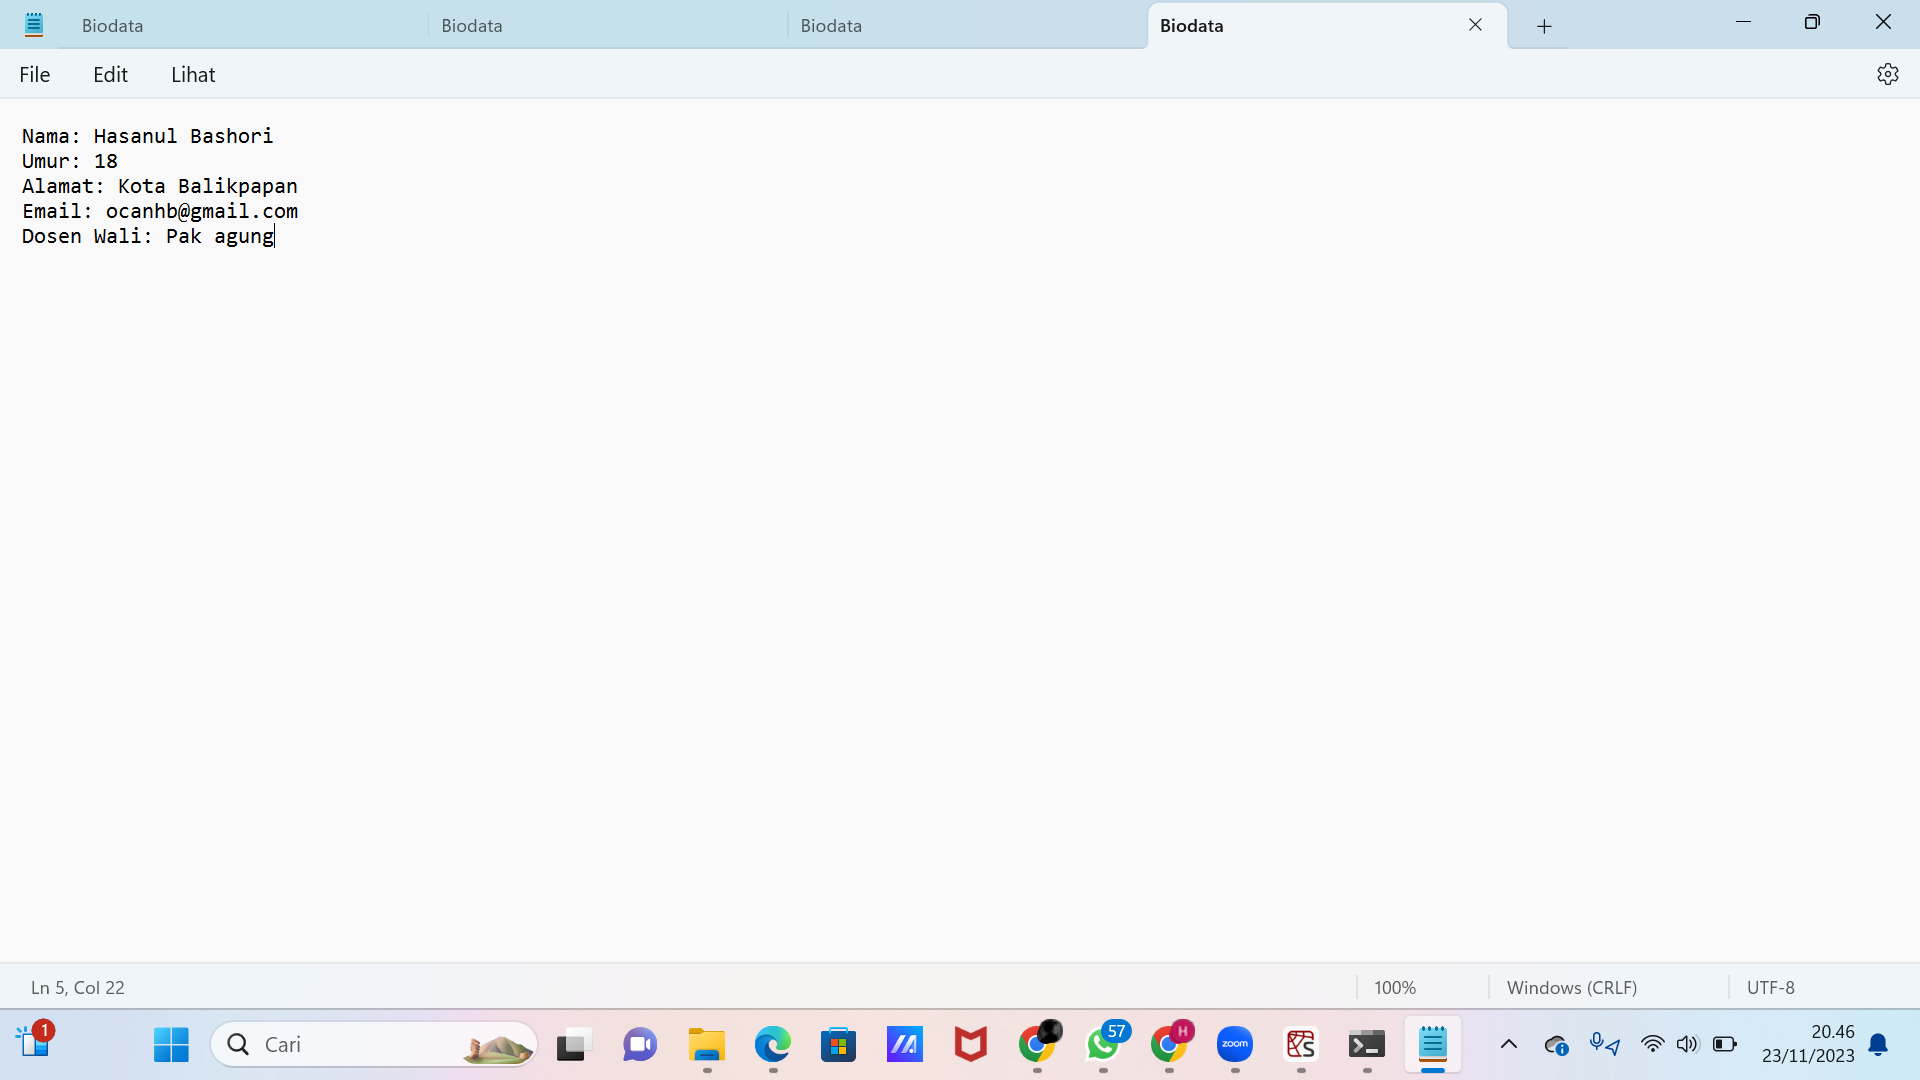 Biodata
Biodata
Biodata
Biodata
File
Edit
Lihat
Nama: Hasanul Bashori
Umur: 18
Alamat: Kota Balikpapan
Email: ocanhb@gmail.com
Dosen Wali: Pak agung
Ln 5, Col 22
100%
Windows (CRLF)
UTF-8
1
Cari
57
H
zoom
S
20.46
23/11/2023